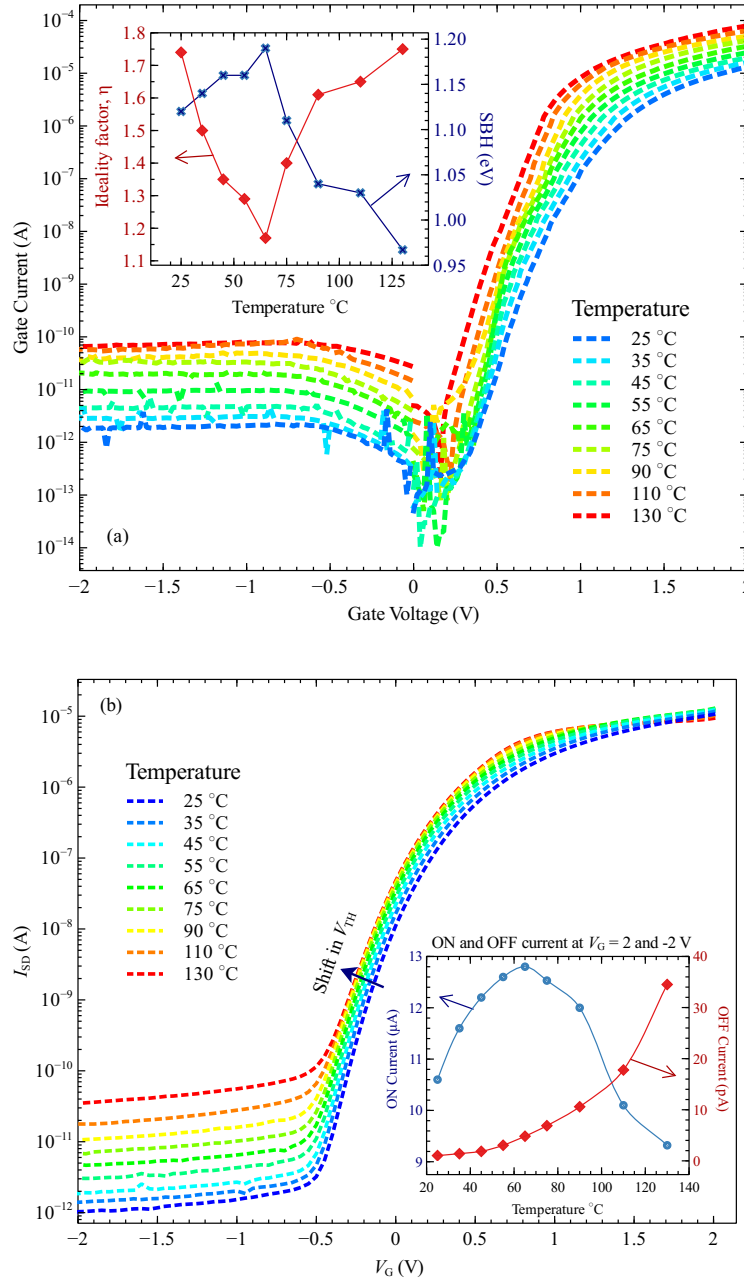 10⁻⁴
10⁻⁵
10⁻⁶
10⁻⁷
10⁻⁸
10⁻⁹
10⁻¹⁰
10⁻¹¹
10⁻¹²
10⁻¹³
10⁻¹⁴
Gate Current (A)
1.8
1.7
1.6
1.5
1.4
1.3
1.2
1.1
Ideality factor, η
1.20
1.15
1.10
1.05
1.00
0.95
SBH (eV)
25 50 75 100 125
Temperature °C
Temperature
25 °C
35 °C
45 °C
55 °C
65 °C
75 °C
90 °C
110 °C
130 °C
(a)
−2 −1.5 −1 −0.5 0 0.5 1 1.5 2
Gate Voltage (V)
(b)
10⁻⁵
10⁻⁶
10⁻⁷
10⁻⁸
10⁻⁹
10⁻¹⁰
10⁻¹¹
10⁻¹²
I_SD (A)
Temperature
25 °C
35 °C
45 °C
55 °C
65 °C
75 °C
90 °C
110 °C
130 °C
Shift in V_TH
ON and OFF current at V_G = 2 and -2 V
13
12
11
10
9
ON Current (μA)
40
30
20
10
0
OFF Current (pA)
20 40 60 80 100 120 140
Temperature °C
−2 −1.5 −1 −0.5 0 0.5 1 1.5 2
V_G (V)